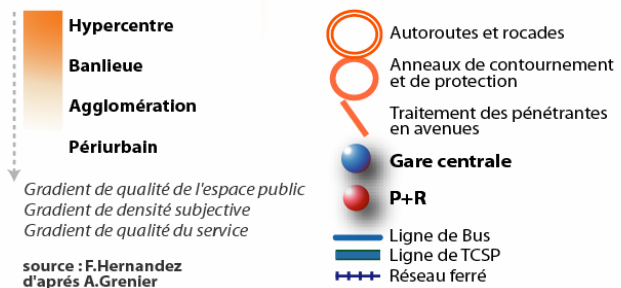 Hypercentre
Banlieue
Agglomération
Périurbain
Gradient de qualité de l'espace public
Gradient de densité subjective
Gradient de qualité du service
source : F.Hernandez
d'aprés A.Grenier
Autoroutes et rocades
Anneaux de contournement
et de protection
Traitement des pénétrantes
en avenues
Gare centrale
P+R
Ligne de Bus
Ligne de TCSP
Réseau ferré